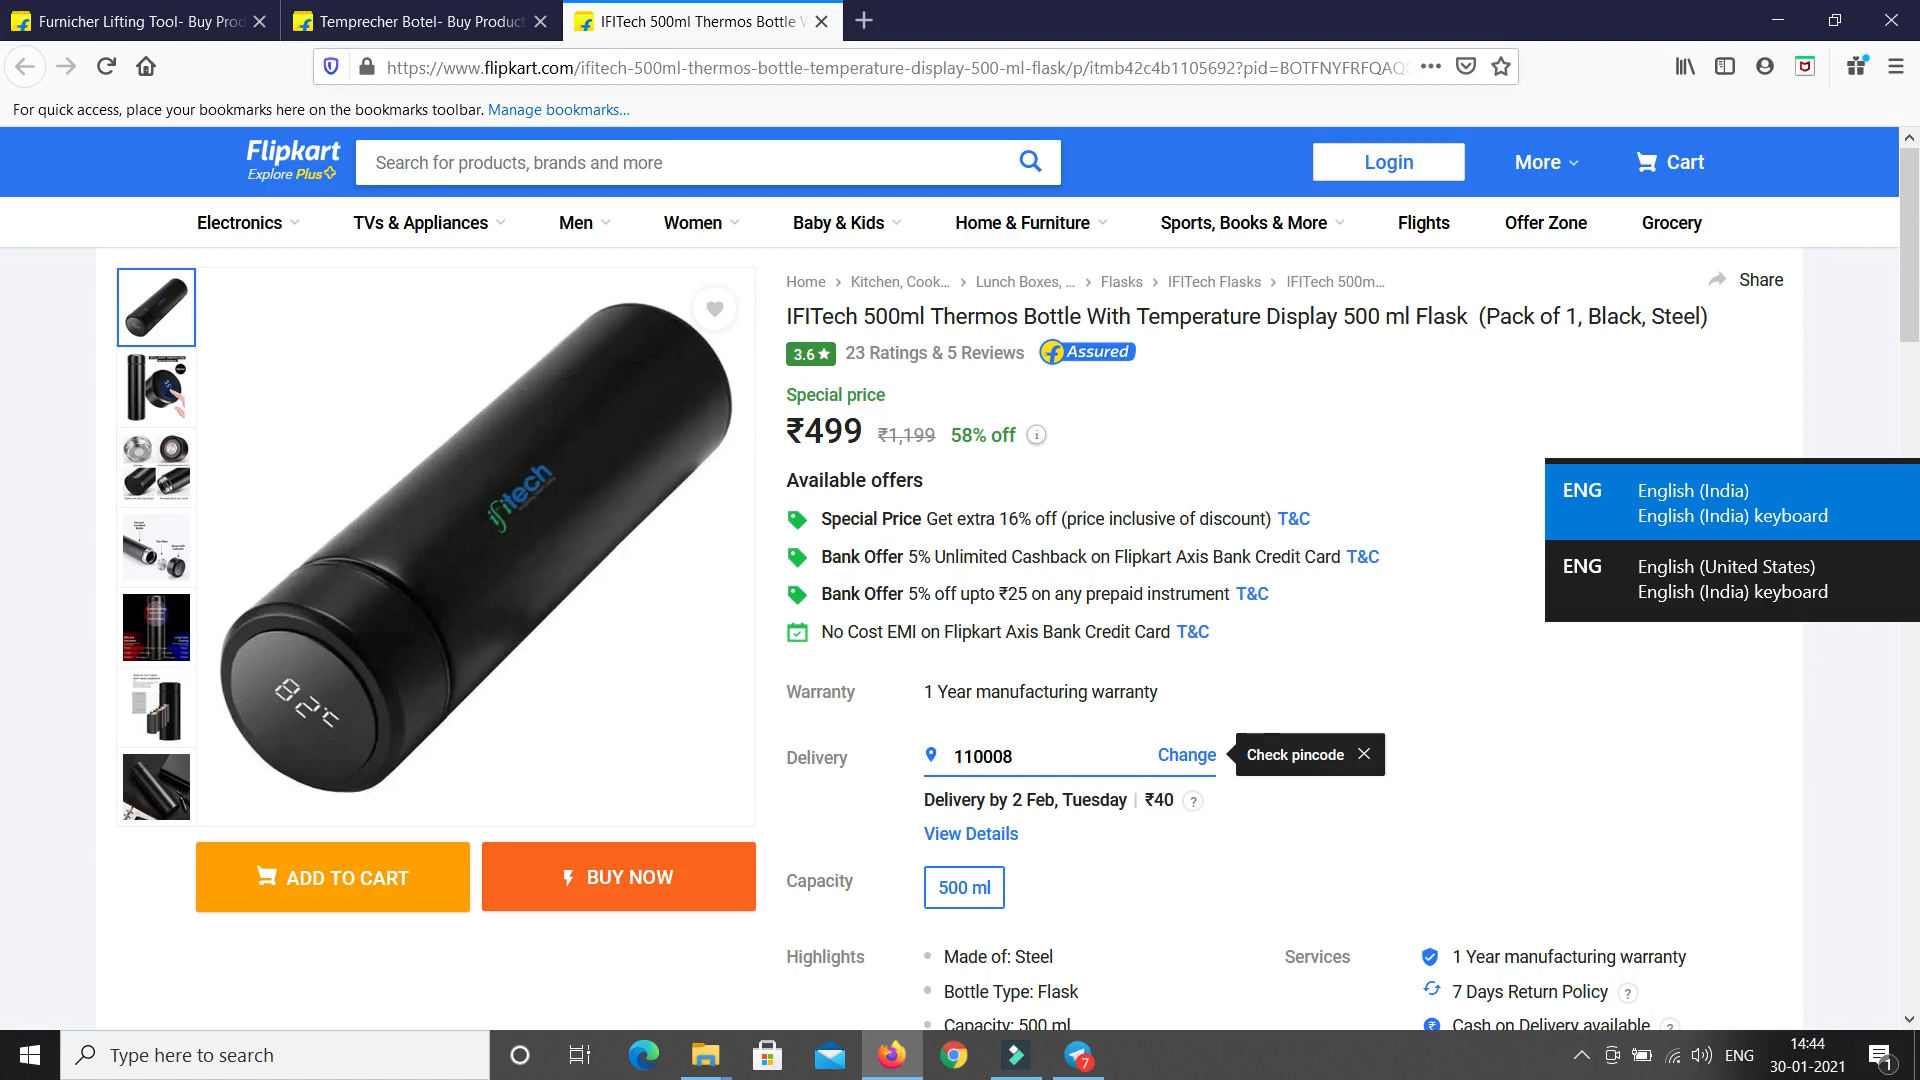 Furnicher Lifting Tool- Buy Prod
Temprecher Botel- Buy Product
IFITech 500ml Thermos Bottle W
https://www.flipkart.com/ifitech-500ml-thermos-bottle-temperature-display-500-ml-flask/p/itmb42c4b1105692?pid=BOTFNYFRFQAQ
For quick access, place your bookmarks here on the bookmarks toolbar. Manage bookmarks...
Flipkart
Explore Plus
Search for products, brands and more
Login
More
Cart
Electronics
TVs & Appliances
Men
Women
Baby & Kids
Home & Furniture
Sports, Books & More
Flights
Offer Zone
Grocery
Home
Kitchen, Cook...
Lunch Boxes, ...
Flasks
IFITech Flasks
IFITech 500m...
Share
IFITech 500ml Thermos Bottle With Temperature Display 500 ml Flask (Pack of 1, Black, Steel)
3.6★ 23 Ratings & 5 Reviews
Assured
Special price
₹499 ₹1,199 58% off
Available offers
Special Price Get extra 16% off (price inclusive of discount) T&C
Bank Offer 5% Unlimited Cashback on Flipkart Axis Bank Credit Card T&C
Bank Offer 5% off upto ₹25 on any prepaid instrument T&C
No Cost EMI on Flipkart Axis Bank Credit Card T&C
ifitech
82°C
ENG English (India)
English (India) keyboard
ENG English (United States)
English (India) keyboard
Warranty
1 Year manufacturing warranty
Delivery
110008
Change
Check pincode
Delivery by 2 Feb, Tuesday | ₹40 ?
View Details
ADD TO CART
BUY NOW
Capacity
500 ml
Highlights
Made of: Steel
Bottle Type: Flask
Capacity: 500 ml
Services
1 Year manufacturing warranty
7 Days Return Policy ?
Cash on Delivery available ?
Type here to search
7
ENG
14:44
30-01-2021
1